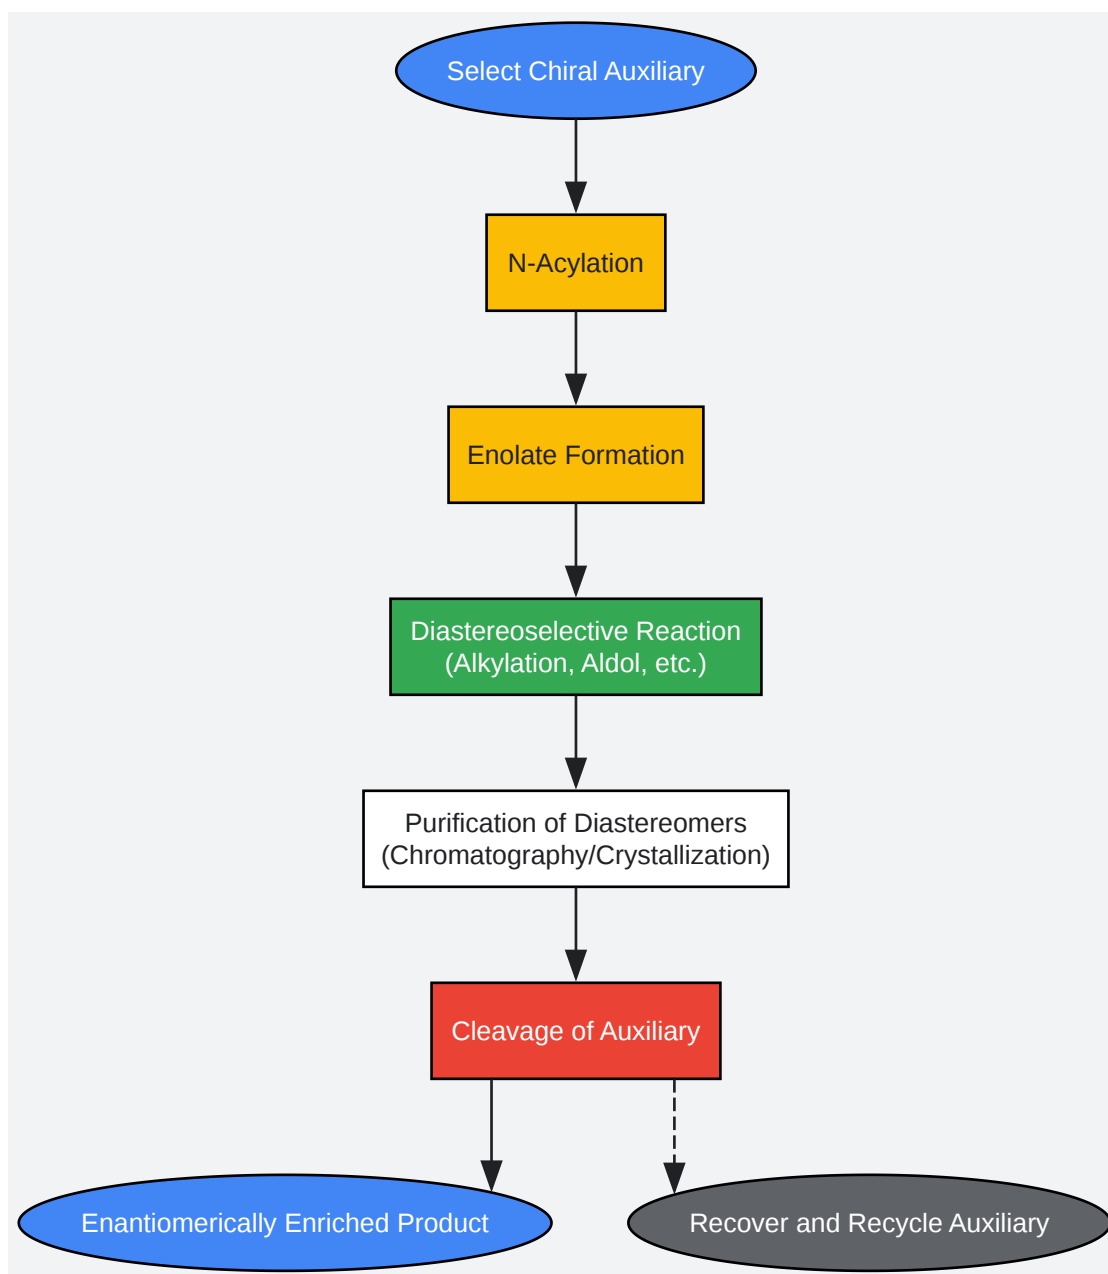 Select Chiral Auxiliary
N-Acylation
Enolate Formation
Diastereoselective Reaction
(Alkylation, Aldol, etc.)
Purification of Diastereomers
(Chromatography/Crystallization)
Cleavage of Auxiliary
Enantiomerically Enriched Product
Recover and Recycle Auxiliary